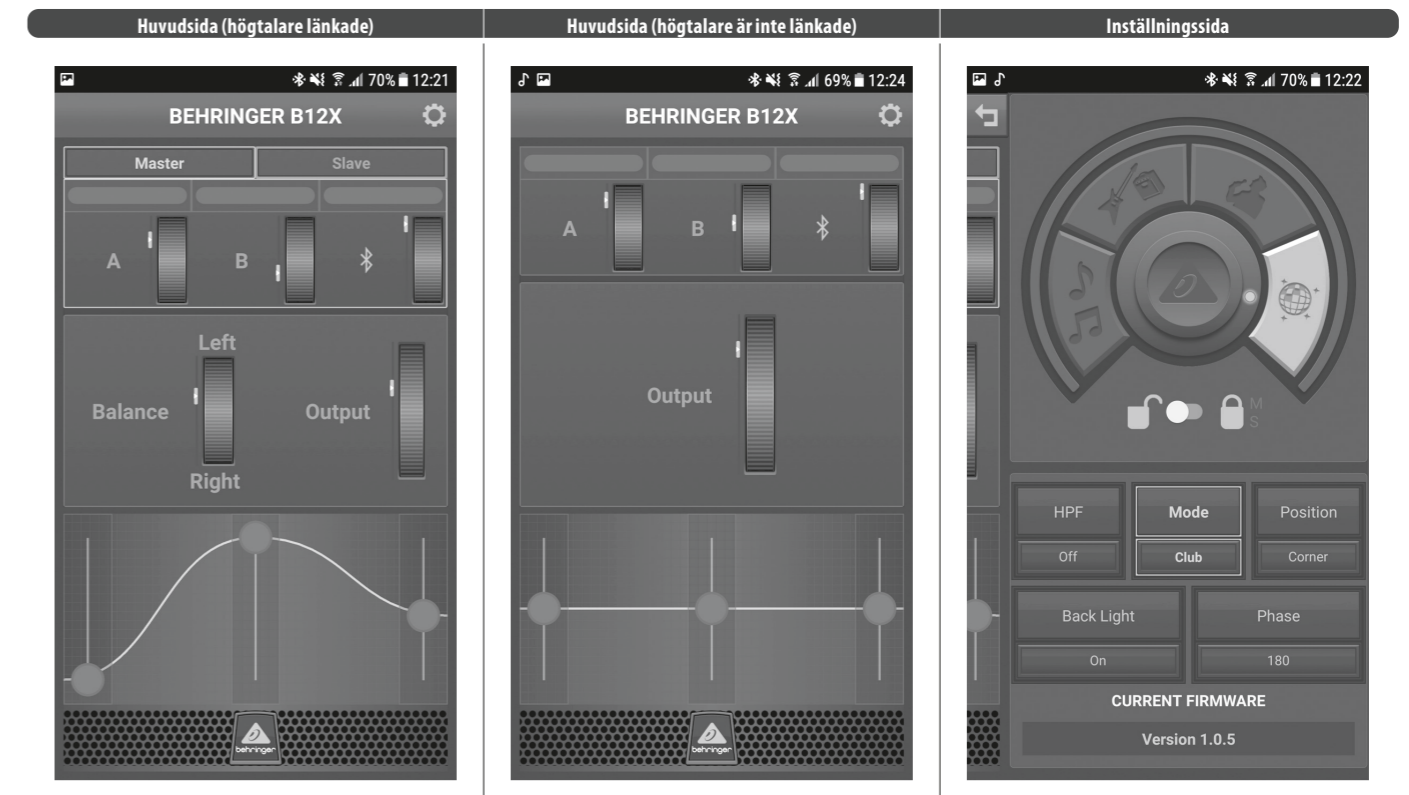 Huvudsida (högtalare länkade)
70% 12:21
BEHRINGER B12X
Master Slave
A B
Left
Balance Output
Right
behringer
Huvudsida (högtalare är inte länkade)
69% 12:24
BEHRINGER B12X
A B
Output
behringer
Inställningssida
70% 12:22
M
S
HPF Mode Position
Off Club Corner
Back Light Phase
On 180
CURRENT FIRMWARE
Version 1.0.5